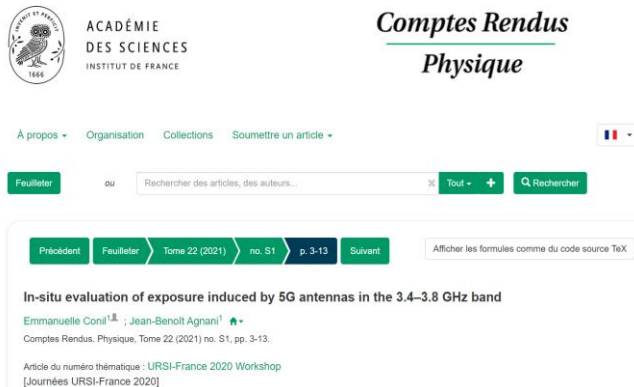 ACADÉMIE
DES SCIENCES
INSTITUT DE FRANCE
1666
Comptes Rendus
Physique
À propos Organisation Collections Soumettre un article
Feuilleter ou Rechercher des articles, des auteurs... Tout + Rechercher
Précédent Feuilleter Tome 22 (2021) no. S1 p. 3-13 Suivant Afficher les formules comme du code source TeX
In-situ evaluation of exposure induced by 5G antennas in the 3.4–3.8 GHz band
Emmanuelle Conil1 ; Jean-Benoît Agnani1
Comptes Rendus. Physique, Tome 22 (2021) no. S1, pp. 3-13.
Article du numéro thématique : URSI-France 2020 Workshop
[Journées URSI-France 2020]